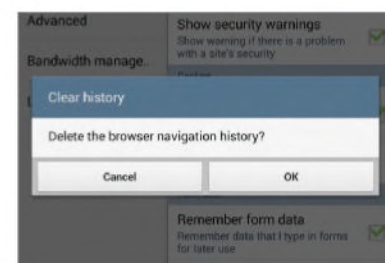 Advanced
Bandwidth manage..
Show security warnings
Show warning if there is a problem
with a site's security
Clear history
Delete the browser navigation history?
Cancel
OK
Remember form data
Remember data that I type in forms
for later use